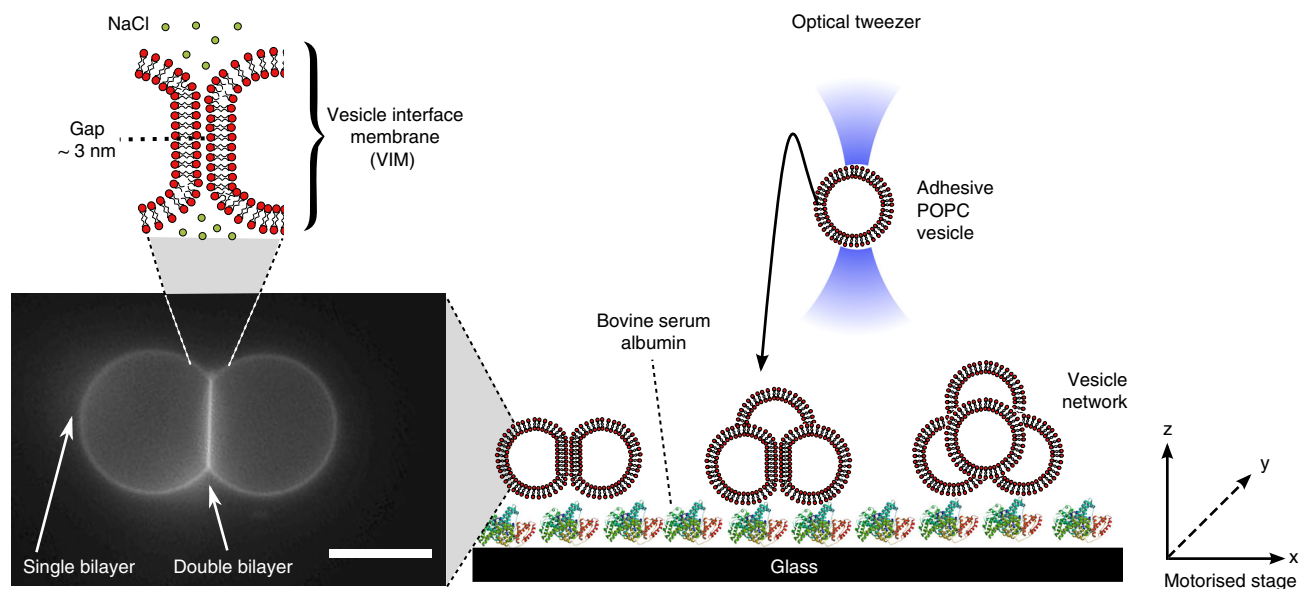 NaCl
Gap
~ 3 nm
Vesicle interface
membrane
(VIM)
Optical tweezer
Adhesive
POPC
vesicle
Bovine serum
albumin
Vesicle
network
Single bilayer
Double bilayer
Glass
z
y
x
Motorised stage